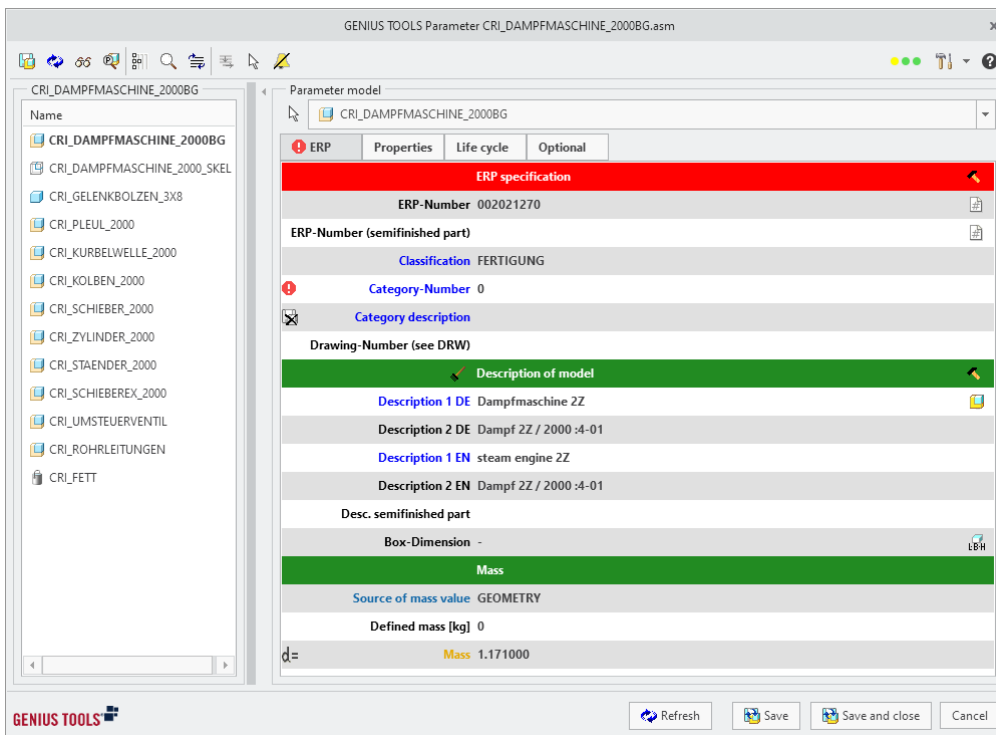 GENIUS TOOLS Parameter CRI_DAMPFMASCHINE_2000BG.asm
CRI_DAMPFMASCHINE_2000BG
Name
CRI_DAMPFMASCHINE_2000BG
CRI_DAMPFMASCHINE_2000_SKEL
CRI_GELENKBOLZEN_3X8
CRI_PLEUL_2000
CRI_KURBELWELLE_2000
CRI_KOLBEN_2000
CRI_SCHIEBER_2000
CRI_ZYLINDER_2000
CRI_STAENDER_2000
CRI_SCHIEBEREX_2000
CRI_UMSTEUERVENTIL
CRI_ROHRLEITUNGEN
CRI_FETT
Parameter model
CRI_DAMPFMASCHINE_2000BG
ERP Properties Life cycle Optional
ERP specification
ERP-Number 002021270
ERP-Number (semifinished part)
Classification FERTIGUNG
Category-Number 0
Category description
Drawing-Number (see DRW)
Description of model
Description 1 DE Dampfmaschine 2Z
Description 2 DE Dampf 2Z / 2000 :4-01
Description 1 EN steam engine 2Z
Description 2 EN Dampf 2Z / 2000 :4-01
Desc. semifinished part
Box-Dimension - L·B·H
Mass
Source of mass value GEOMETRY
Defined mass [kg] 0
d= Mass 1.171000
GENIUS TOOLS Refresh Save Save and close Cancel